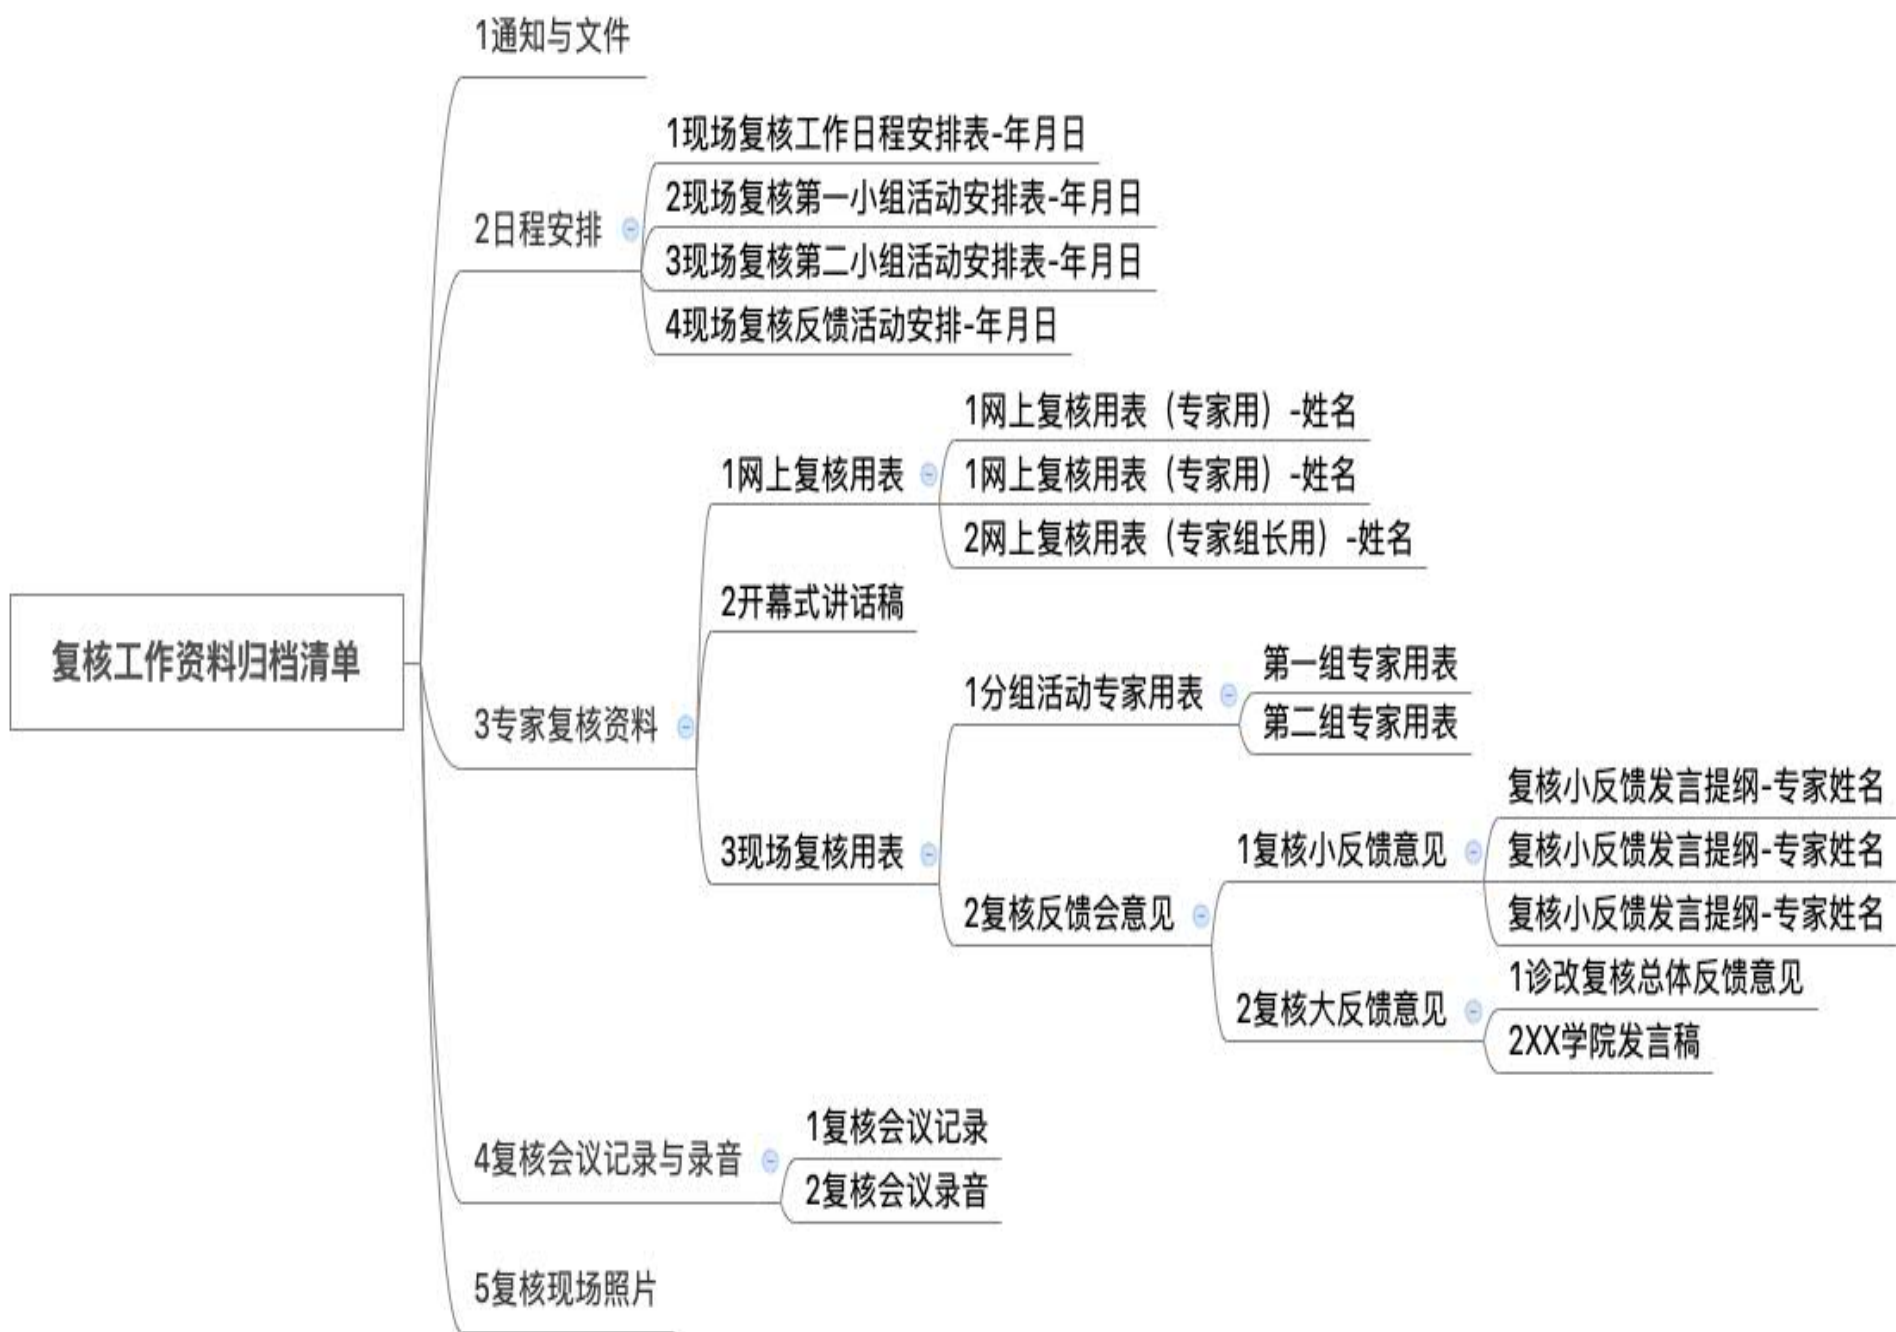 复核工作资料归档清单
1通知与文件
2日程安排
1现场复核工作日程安排表-年月日
2现场复核第一小组活动安排表-年月日
3现场复核第二小组活动安排表-年月日
4现场复核反馈活动安排-年月日
3专家复核资料
1网上复核用表
1网上复核用表（专家用）-姓名
1网上复核用表（专家用）-姓名
2网上复核用表（专家组长用）-姓名
2开幕式讲话稿
3现场复核用表
1分组活动专家用表
第一组专家用表
第二组专家用表
2复核反馈会意见
1复核小反馈意见
复核小反馈发言提纲-专家姓名
复核小反馈发言提纲-专家姓名
复核小反馈发言提纲-专家姓名
2复核大反馈意见
1诊改复核总体反馈意见
2XX学院发言稿
4复核会议记录与录音
1复核会议记录
2复核会议录音
5复核现场照片